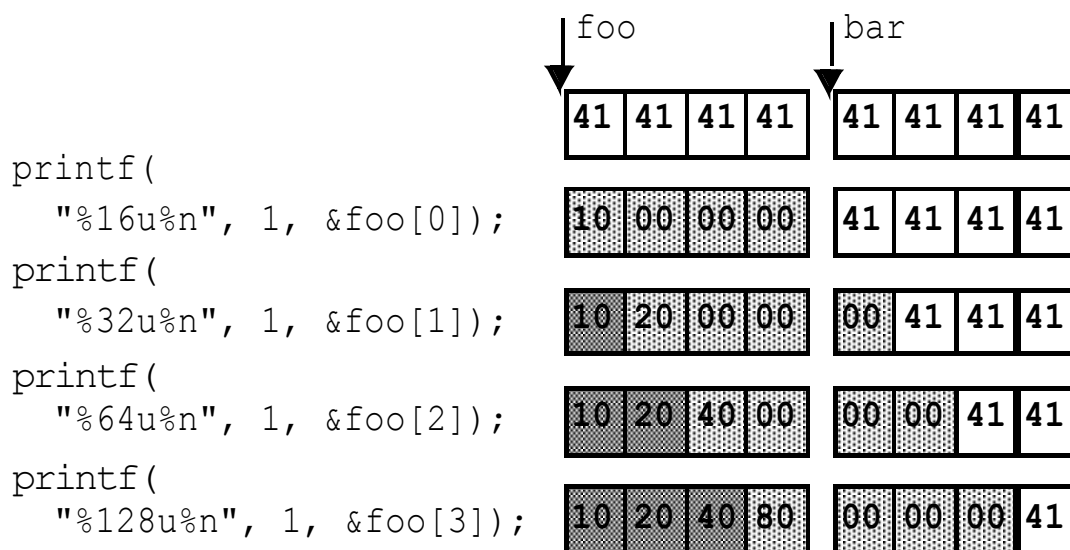 foo bar
41 41 41 41 41 41 41 41
printf(
"%16u%n", 1, &foo[0]); 10 00 00 00 41 41 41 41
printf(
"%32u%n", 1, &foo[1]); 10 20 00 00 00 41 41 41
printf(
"%64u%n", 1, &foo[2]); 10 20 40 00 00 00 41 41
printf(
"%128u%n", 1, &foo[3]); 10 20 40 80 00 00 00 41